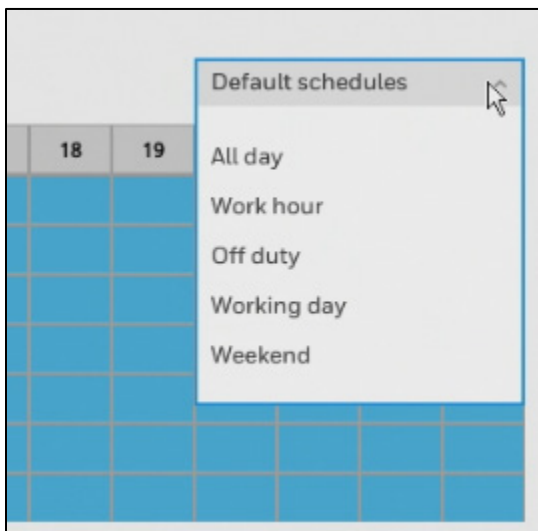 Default schedules
18 19
All day
Work hour
Off duty
Working day
Weekend